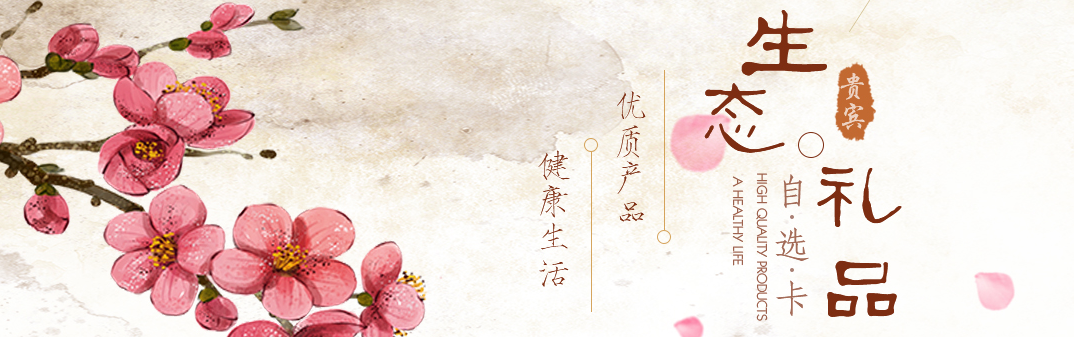 生态礼品
贵宾
自·选·卡
HIGH QUALITY PRODUCTS
A HEALTHY LIFE
优质产品
健康生活